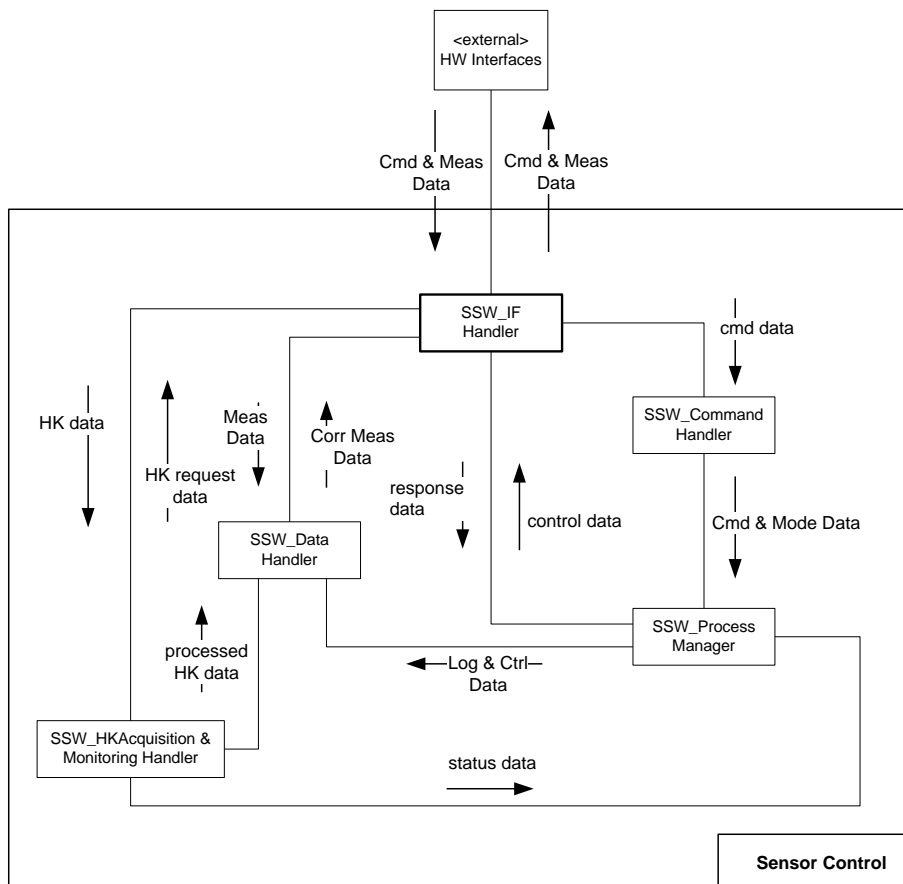 <external>
HW Interfaces
Cmd & Meas
Data
Cmd & Meas
Data
SSW_IF
Handler
cmd data
SSW_Command
Handler
HK data
HK request
data
Meas
Data
Corr Meas
Data
response
data
control data
Cmd & Mode Data
SSW_Data
Handler
SSW_Process
Manager
processed
HK data
Log & Ctrl
Data
SSW_HKAcquisition &
Monitoring Handler
status data
Sensor Control